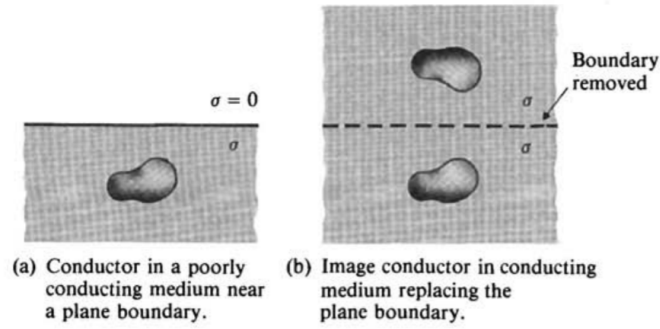 Boundary
removed
σ = 0
σ
σ
σ
(a) Conductor in a poorly
conducting medium near
a plane boundary.
(b) Image conductor in conducting
medium replacing the
plane boundary.